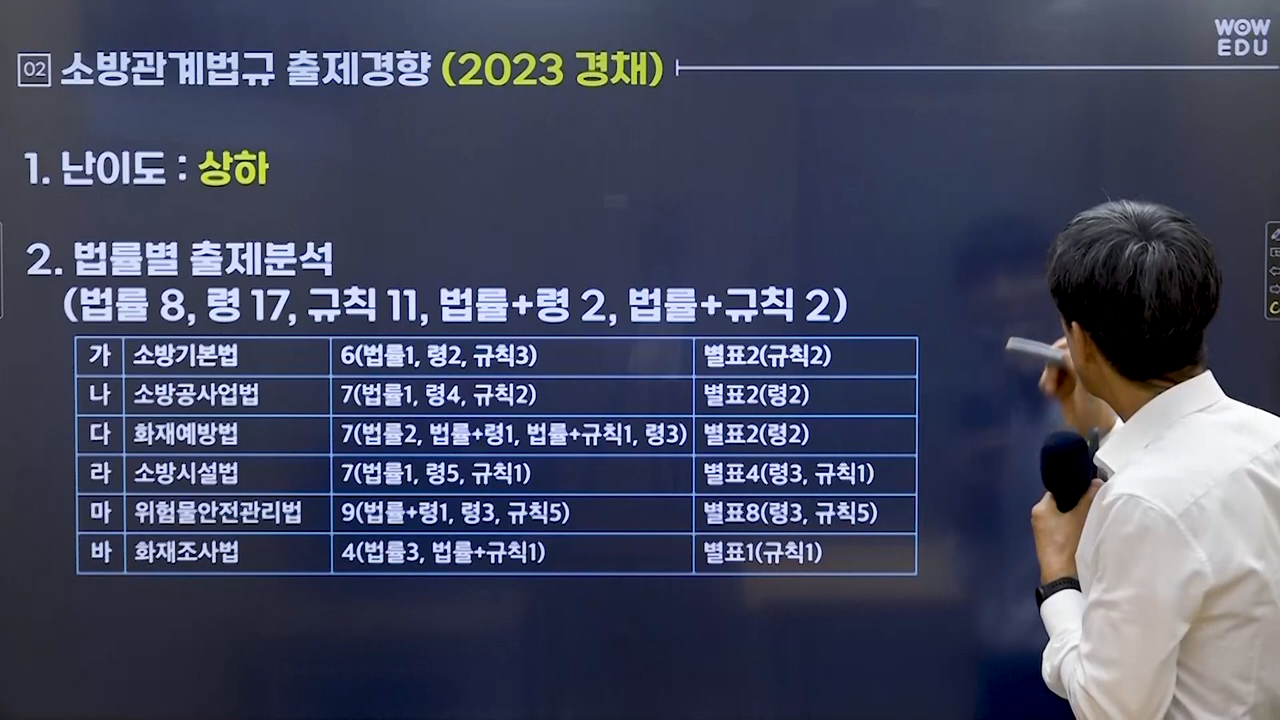 WOW
EDU
02 소방관계법규 출제경향 (2023 경채)
1. 난이도 : 상하
2. 법률별 출제분석
(법률 8, 령 17, 규칙 11, 법률+령 2, 법률+규칙 2)
가 소방기본법 6(법률1, 령2, 규칙3) 별표2(규칙2)
나 소방공사업법 7(법률1, 령4, 규칙2) 별표2(령2)
다 화재예방법 7(법률2, 법률+령1, 법률+규칙1, 령3) 별표2(령2)
라 소방시설법 7(법률1, 령5, 규칙1) 별표4(령3, 규칙1)
마 위험물안전관리법 9(법률+령1, 령3, 규칙5) 별표8(령3, 규칙5)
바 화재조사법 4(법률3, 법률+규칙1) 별표1(규칙1)